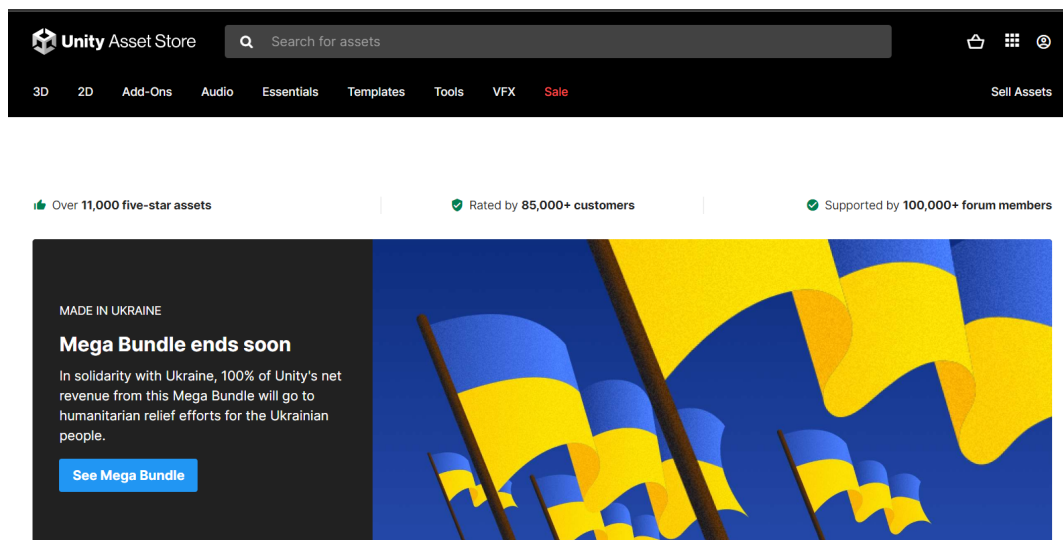 Unity Asset Store
Search for assets
3D 2D Add-Ons Audio Essentials Templates Tools VFX Sale Sell Assets
Over 11,000 five-star assets Rated by 85,000+ customers Supported by 100,000+ forum members
MADE IN UKRAINE
Mega Bundle ends soon
In solidarity with Ukraine, 100% of Unity's net
revenue from this Mega Bundle will go to
humanitarian relief efforts for the Ukrainian
people.
See Mega Bundle